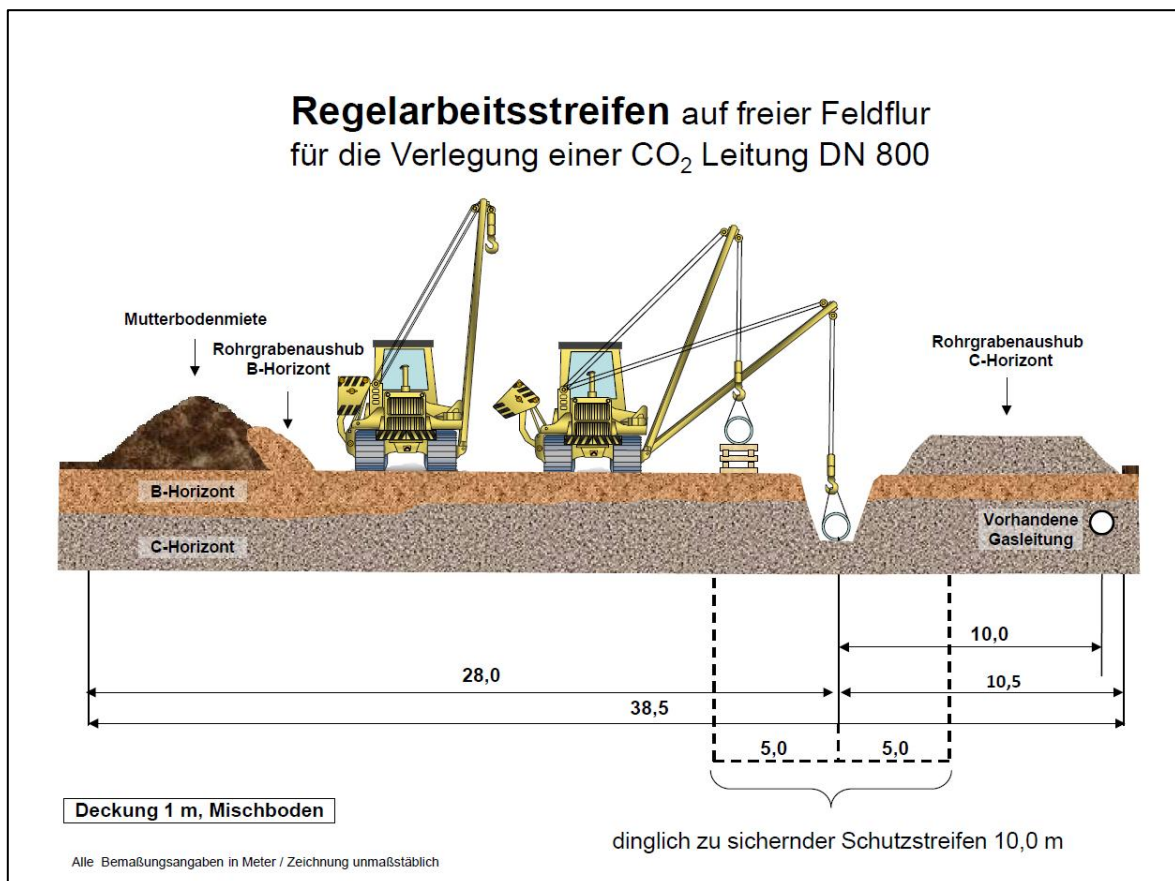 Regelarbeitsstreifen auf freier Feldflur
für die Verlegung einer CO₂ Leitung DN 800
Mutterbodenmiete
Rohrgrabenaushub
B-Horizont
Rohrgrabenaushub
C-Horizont
B-Horizont
C-Horizont
Vorhandene
Gasleitung
10,0
28,0
10,5
38,5
5,0
5,0
Deckung 1 m, Mischboden
dinglich zu sichernder Schutzstreifen 10,0 m
Alle Bemaßungsangaben in Meter / Zeichnung unmaßstäblich